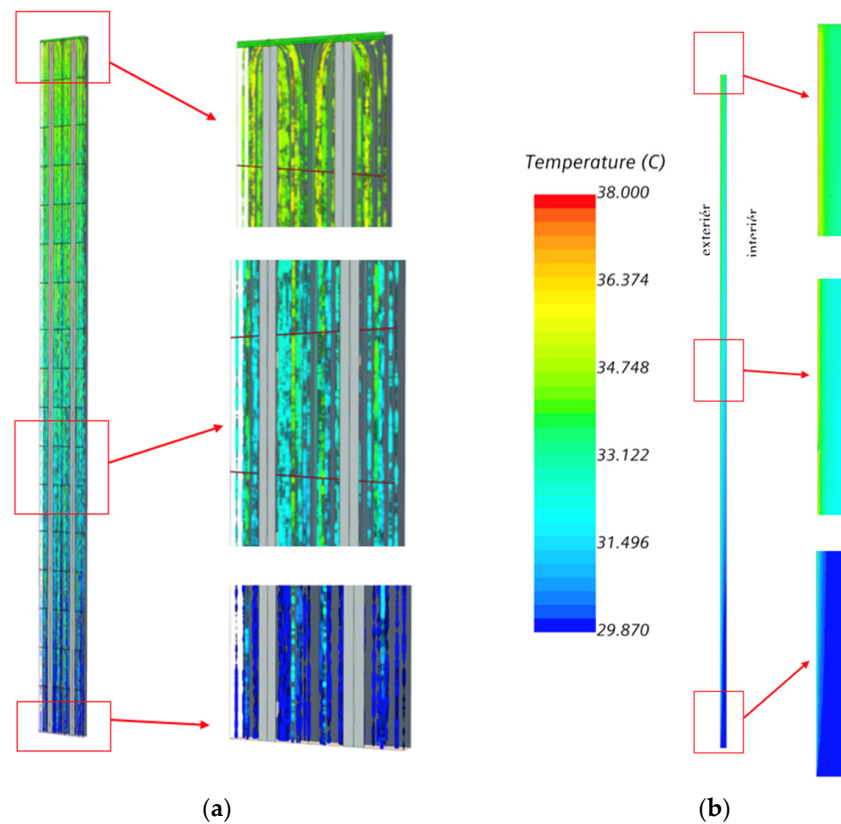 Temperature (C)
38.000
36.374
34.748
33.122
31.496
29.870
exteriér
interiér
(a)
(b)